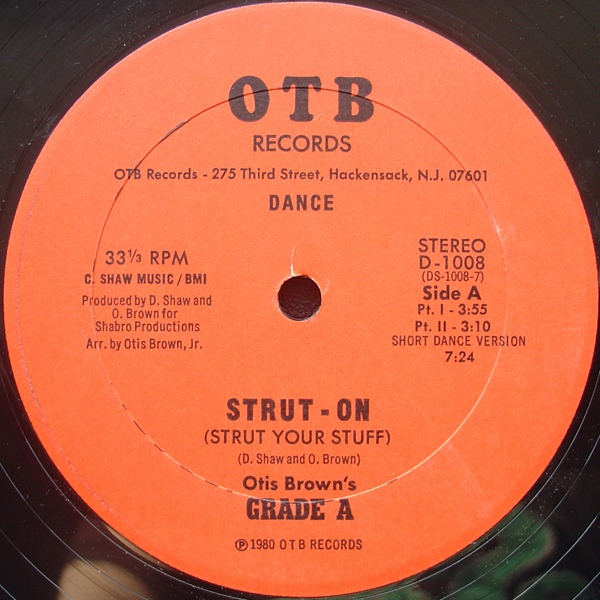 OTB
RECORDS
OTB Records - 275 Third Street, Hackensack, N.J. 07601
DANCE
33⅓ RPM
C. SHAW MUSIC / BMI
Produced by D. Shaw and
O. Brown for
Shabro Productions
Arr. by Otis Brown, Jr.
STEREO
D-1008
(DS-1008-7)
Side A
Pt. I - 3:55
Pt. II - 3:10
SHORT DANCE VERSION
7:24
STRUT-ON
(STRUT YOUR STUFF)
(D. Shaw and O. Brown)
Otis Brown's
GRADE A
℗ 1980 OTB RECORDS